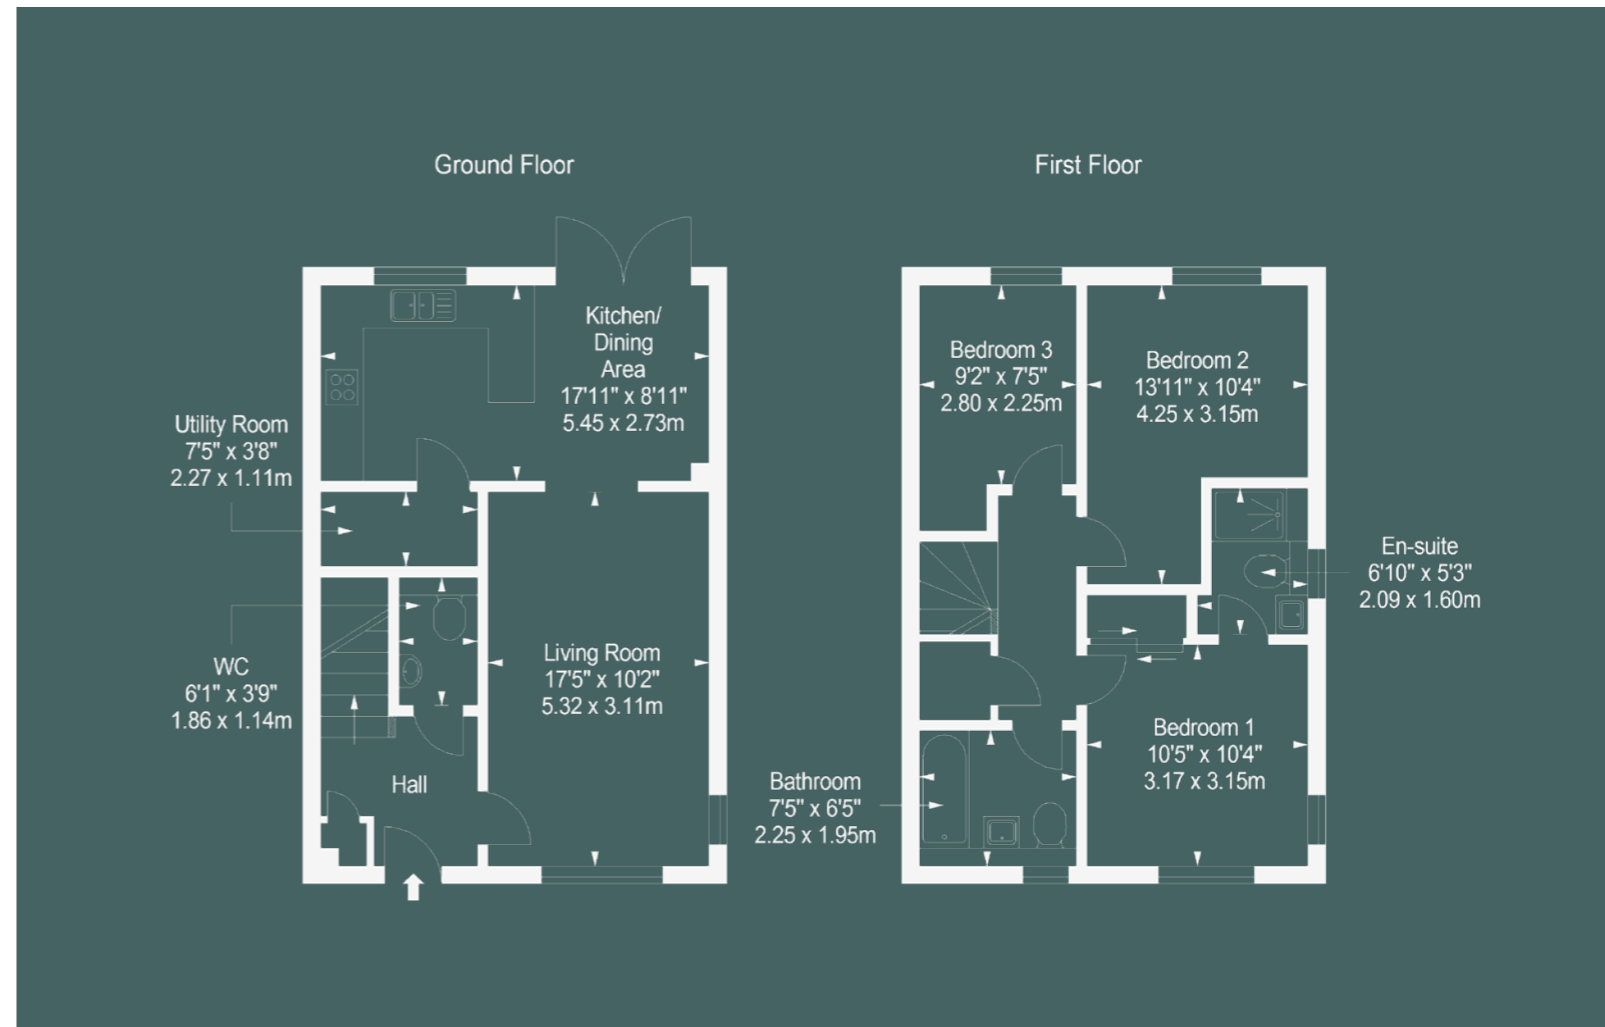 Ground Floor
Kitchen/
Dining
Area
17'11" x 8'11"
5.45 x 2.73m
Utility Room
7'5" x 3'8"
2.27 x 1.11m
WC
6'1" x 3'9"
1.86 x 1.14m
Living Room
17'5" x 10'2"
5.32 x 3.11m
Hall
First Floor
Bedroom 3
9'2" x 7'5"
2.80 x 2.25m
Bedroom 2
13'11" x 10'4"
4.25 x 3.15m
En-suite
6'10" x 5'3"
2.09 x 1.60m
Bedroom 1
10'5" x 10'4"
3.17 x 3.15m
Bathroom
7'5" x 6'5"
2.25 x 1.95m